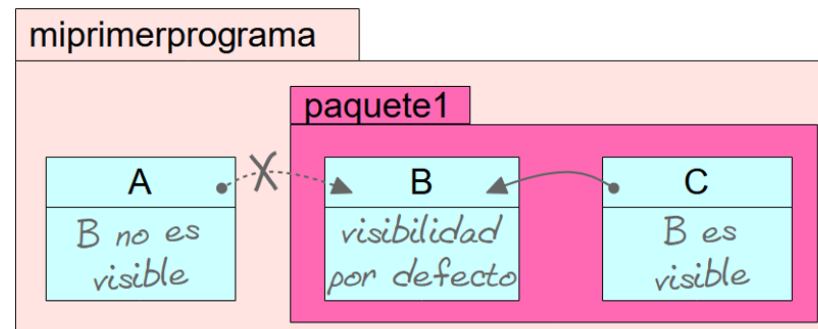 miprimerprograma
paquete1
A
B
C
B no es
visible
visibilidad
por defecto
B es
visible